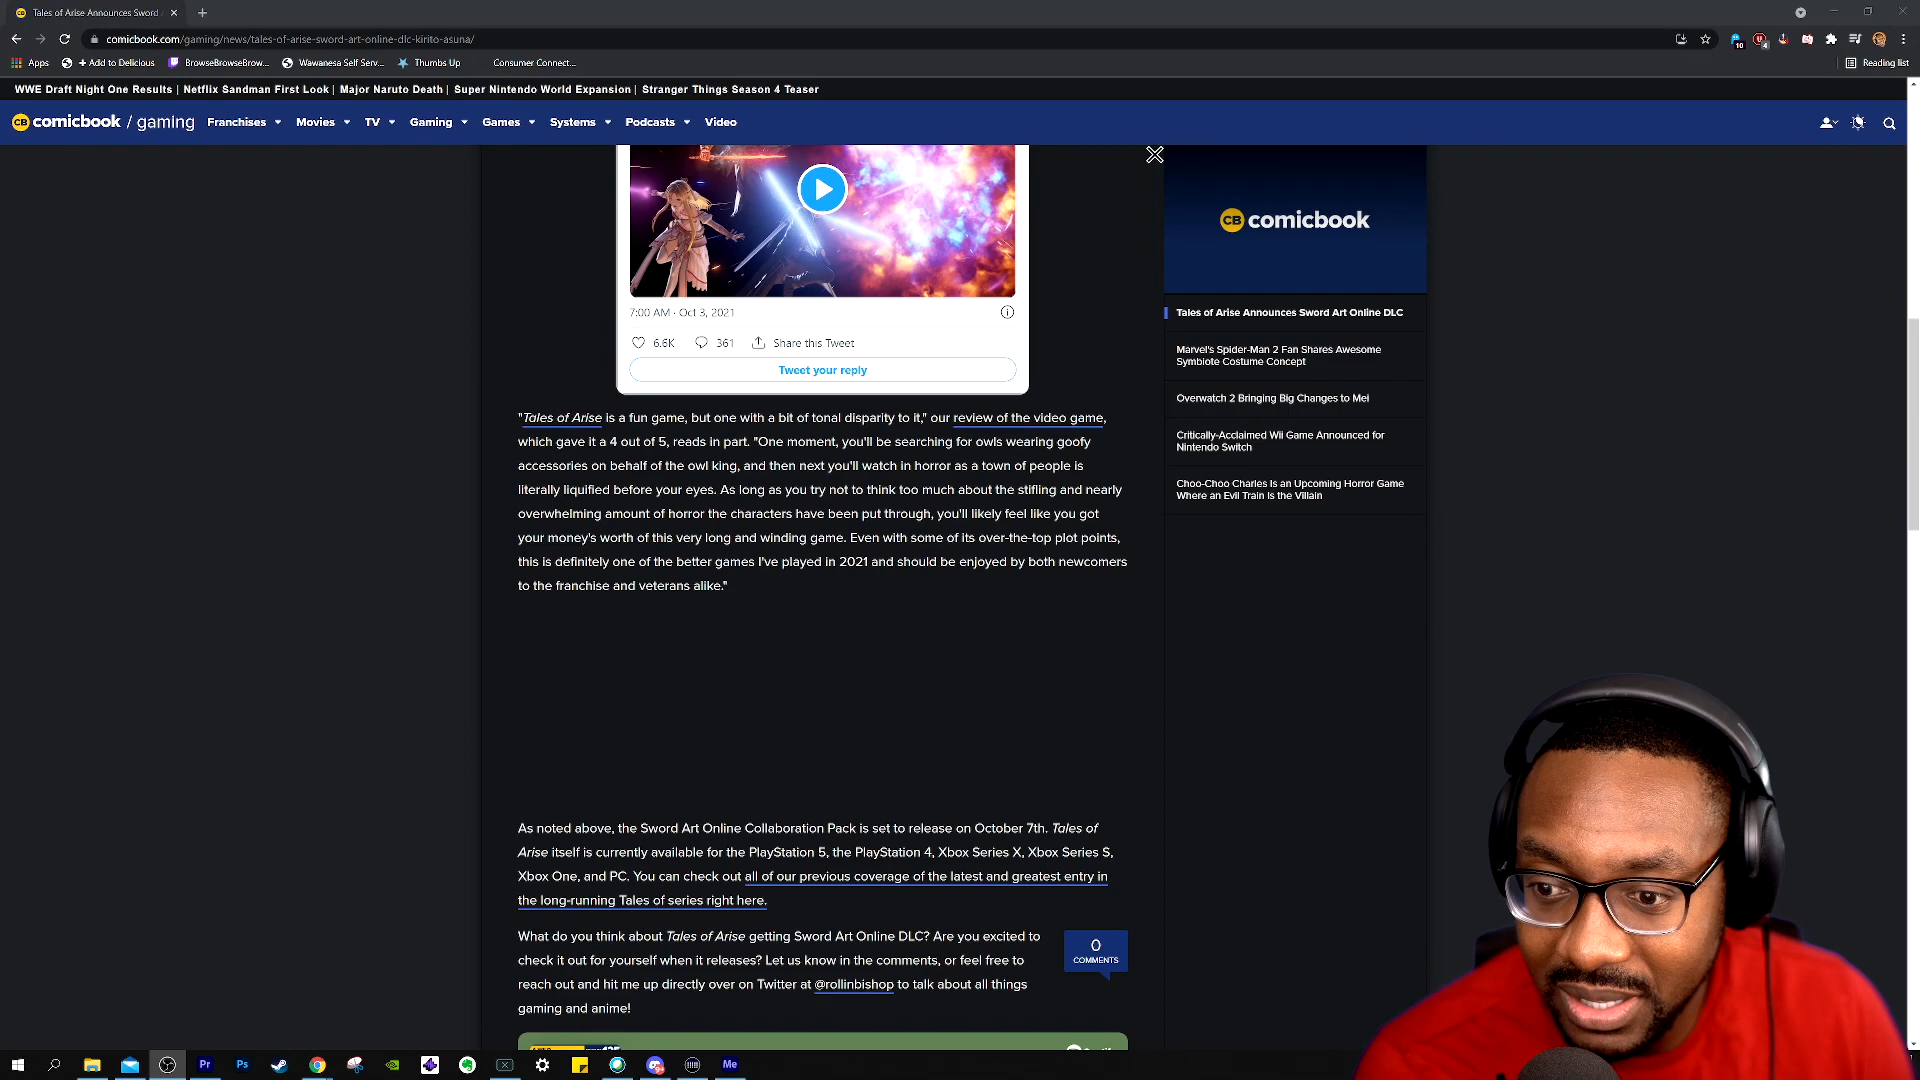 Tales of Arise Announces Sword
comicbook.com/gaming/news/tales-of-arise-sword-art-online-dlc-kirito-asuna/
10
4
Apps
+ Add to Delicious
BrowseBrowseBrow...
Wawanesa Self Serv...
Thumbs Up
Consumer Connect...
Reading list
WWE Draft Night One Results | Netflix Sandman First Look | Major Naruto Death | Super Nintendo World Expansion | Stranger Things Season 4 Teaser
CB comicbook / gaming
Franchises
Movies
TV
Gaming
Games
Systems
Podcasts
Video
7:00 AM · Oct 3, 2021
6.6K
361
Share this Tweet
Tweet your reply
"Tales of Arise is a fun game, but one with a bit of tonal disparity to it," our review of the video game,
which gave it a 4 out of 5, reads in part. "One moment, you'll be searching for owls wearing goofy
accessories on behalf of the owl king, and then next you'll watch in horror as a town of people is
literally liquified before your eyes. As long as you try not to think too much about the stifling and nearly
overwhelming amount of horror the characters have been put through, you'll likely feel like you got
your money's worth of this very long and winding game. Even with some of its over-the-top plot points,
this is definitely one of the better games I've played in 2021 and should be enjoyed by both newcomers
to the franchise and veterans alike."
As noted above, the Sword Art Online Collaboration Pack is set to release on October 7th. Tales of
Arise itself is currently available for the PlayStation 5, the PlayStation 4, Xbox Series X, Xbox Series S,
Xbox One, and PC. You can check out all of our previous coverage of the latest and greatest entry in
the long-running Tales of series right here.
What do you think about Tales of Arise getting Sword Art Online DLC? Are you excited to
check it out for yourself when it releases? Let us know in the comments, or feel free to
reach out and hit me up directly over on Twitter at @rollinbishop to talk about all things
gaming and anime!
0
COMMENTS
CB comicbook
Tales of Arise Announces Sword Art Online DLC
Marvel's Spider-Man 2 Fan Shares Awesome
Symbiote Costume Concept
Overwatch 2 Bringing Big Changes to Mei
Critically-Acclaimed Wii Game Announced for
Nintendo Switch
Choo-Choo Charles Is an Upcoming Horror Game
Where an Evil Train Is the Villain
Pr
Ps
Me